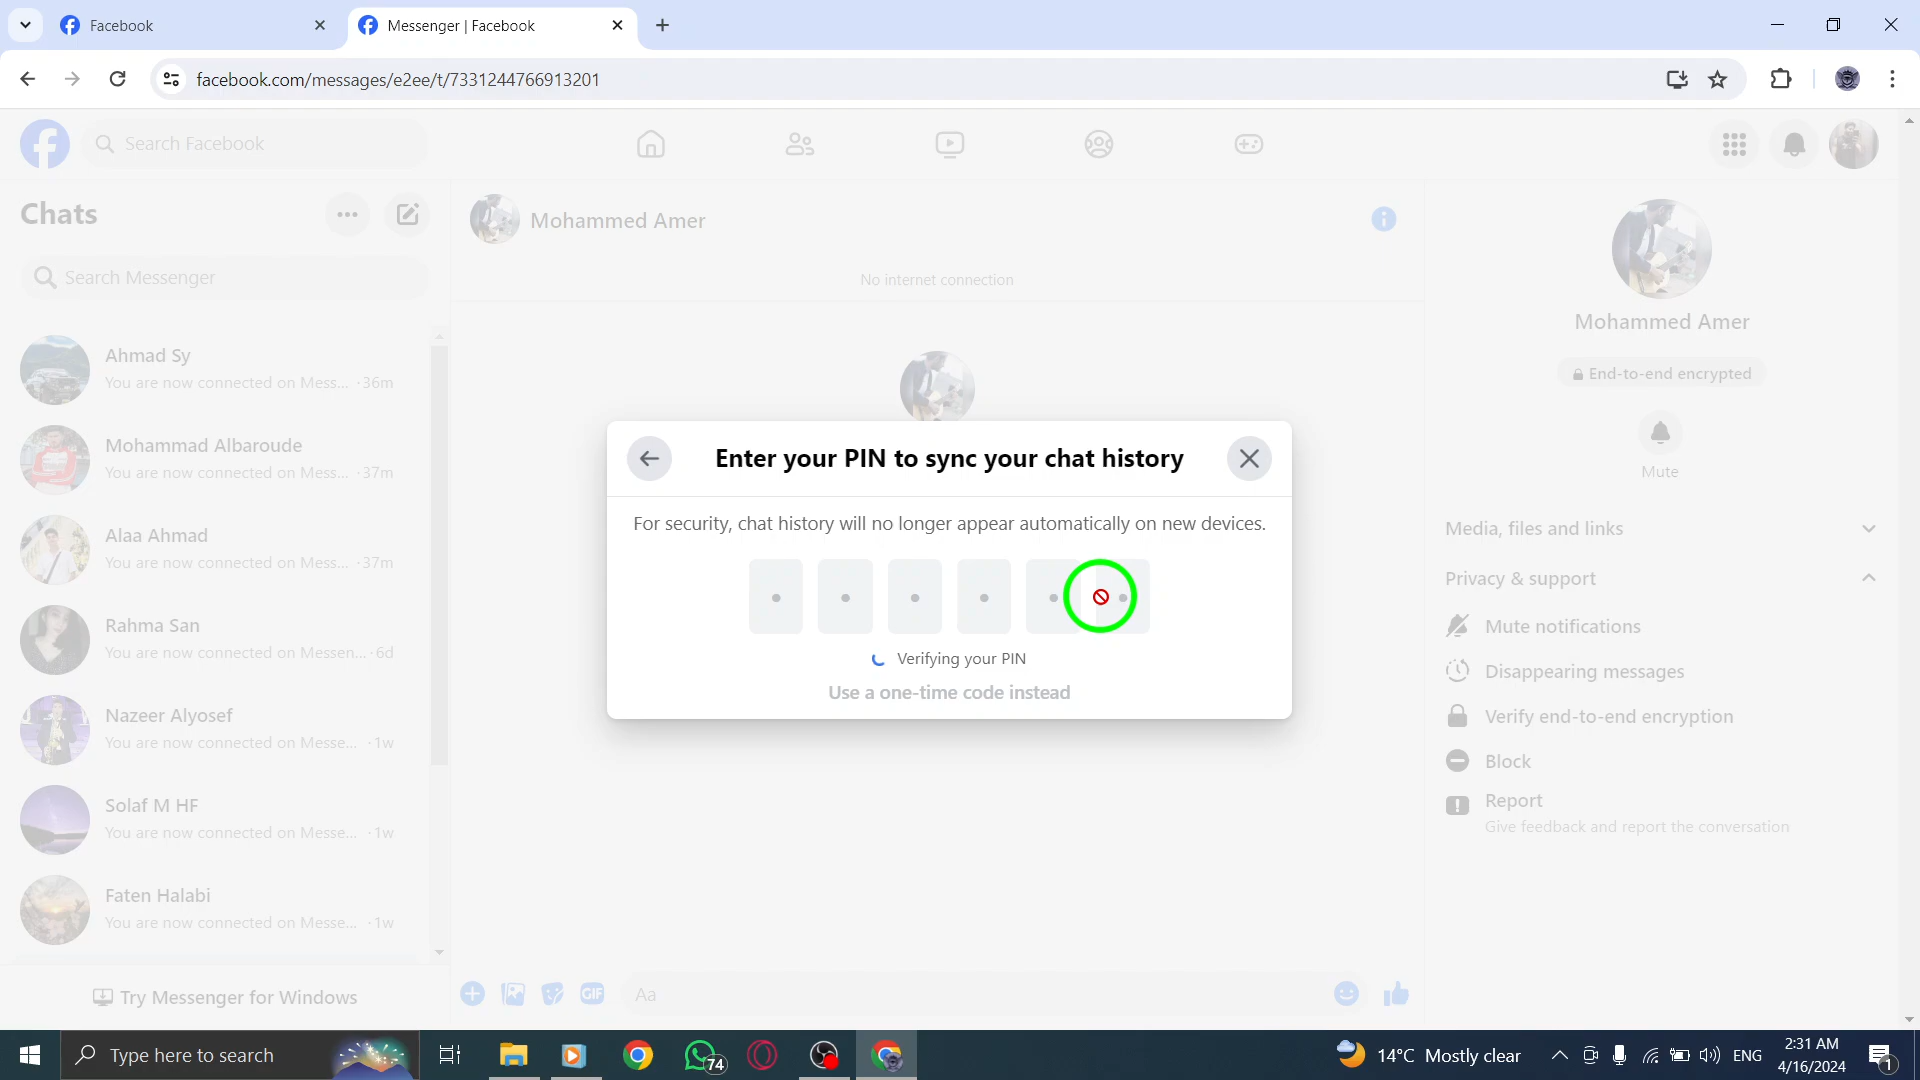 Facebook
Messenger | Facebook
facebook.com/messages/e2ee/t/7331244766913201
Search Facebook
Chats
Search Messenger
Ahmad Sy
You are now connected on Mess... · 36m
Mohammad Albaroude
You are now connected on Mess... · 37m
Alaa Ahmad
You are now connected on Mess... · 37m
Rahma San
You are now connected on Messen... · 6d
Nazeer Alyosef
You are now connected on Messe... · 1w
Solaf M HF
You are now connected on Messe... · 1w
Faten Halabi
You are now connected on Messe... · 1w
Try Messenger for Windows
Mohammed Amer
No internet connection
Enter your PIN to sync your chat history
For security, chat history will no longer appear automatically on new devices.
Verifying your PIN
Use a one-time code instead
GIF
Aa
Mohammed Amer
End-to-end encrypted
Mute
Media, files and links
Privacy & support
Mute notifications
Disappearing messages
Verify end-to-end encryption
Block
Report
Give feedback and report the conversation
Type here to search
74
14°C Mostly clear
ENG
2:31 AM
4/16/2024
1